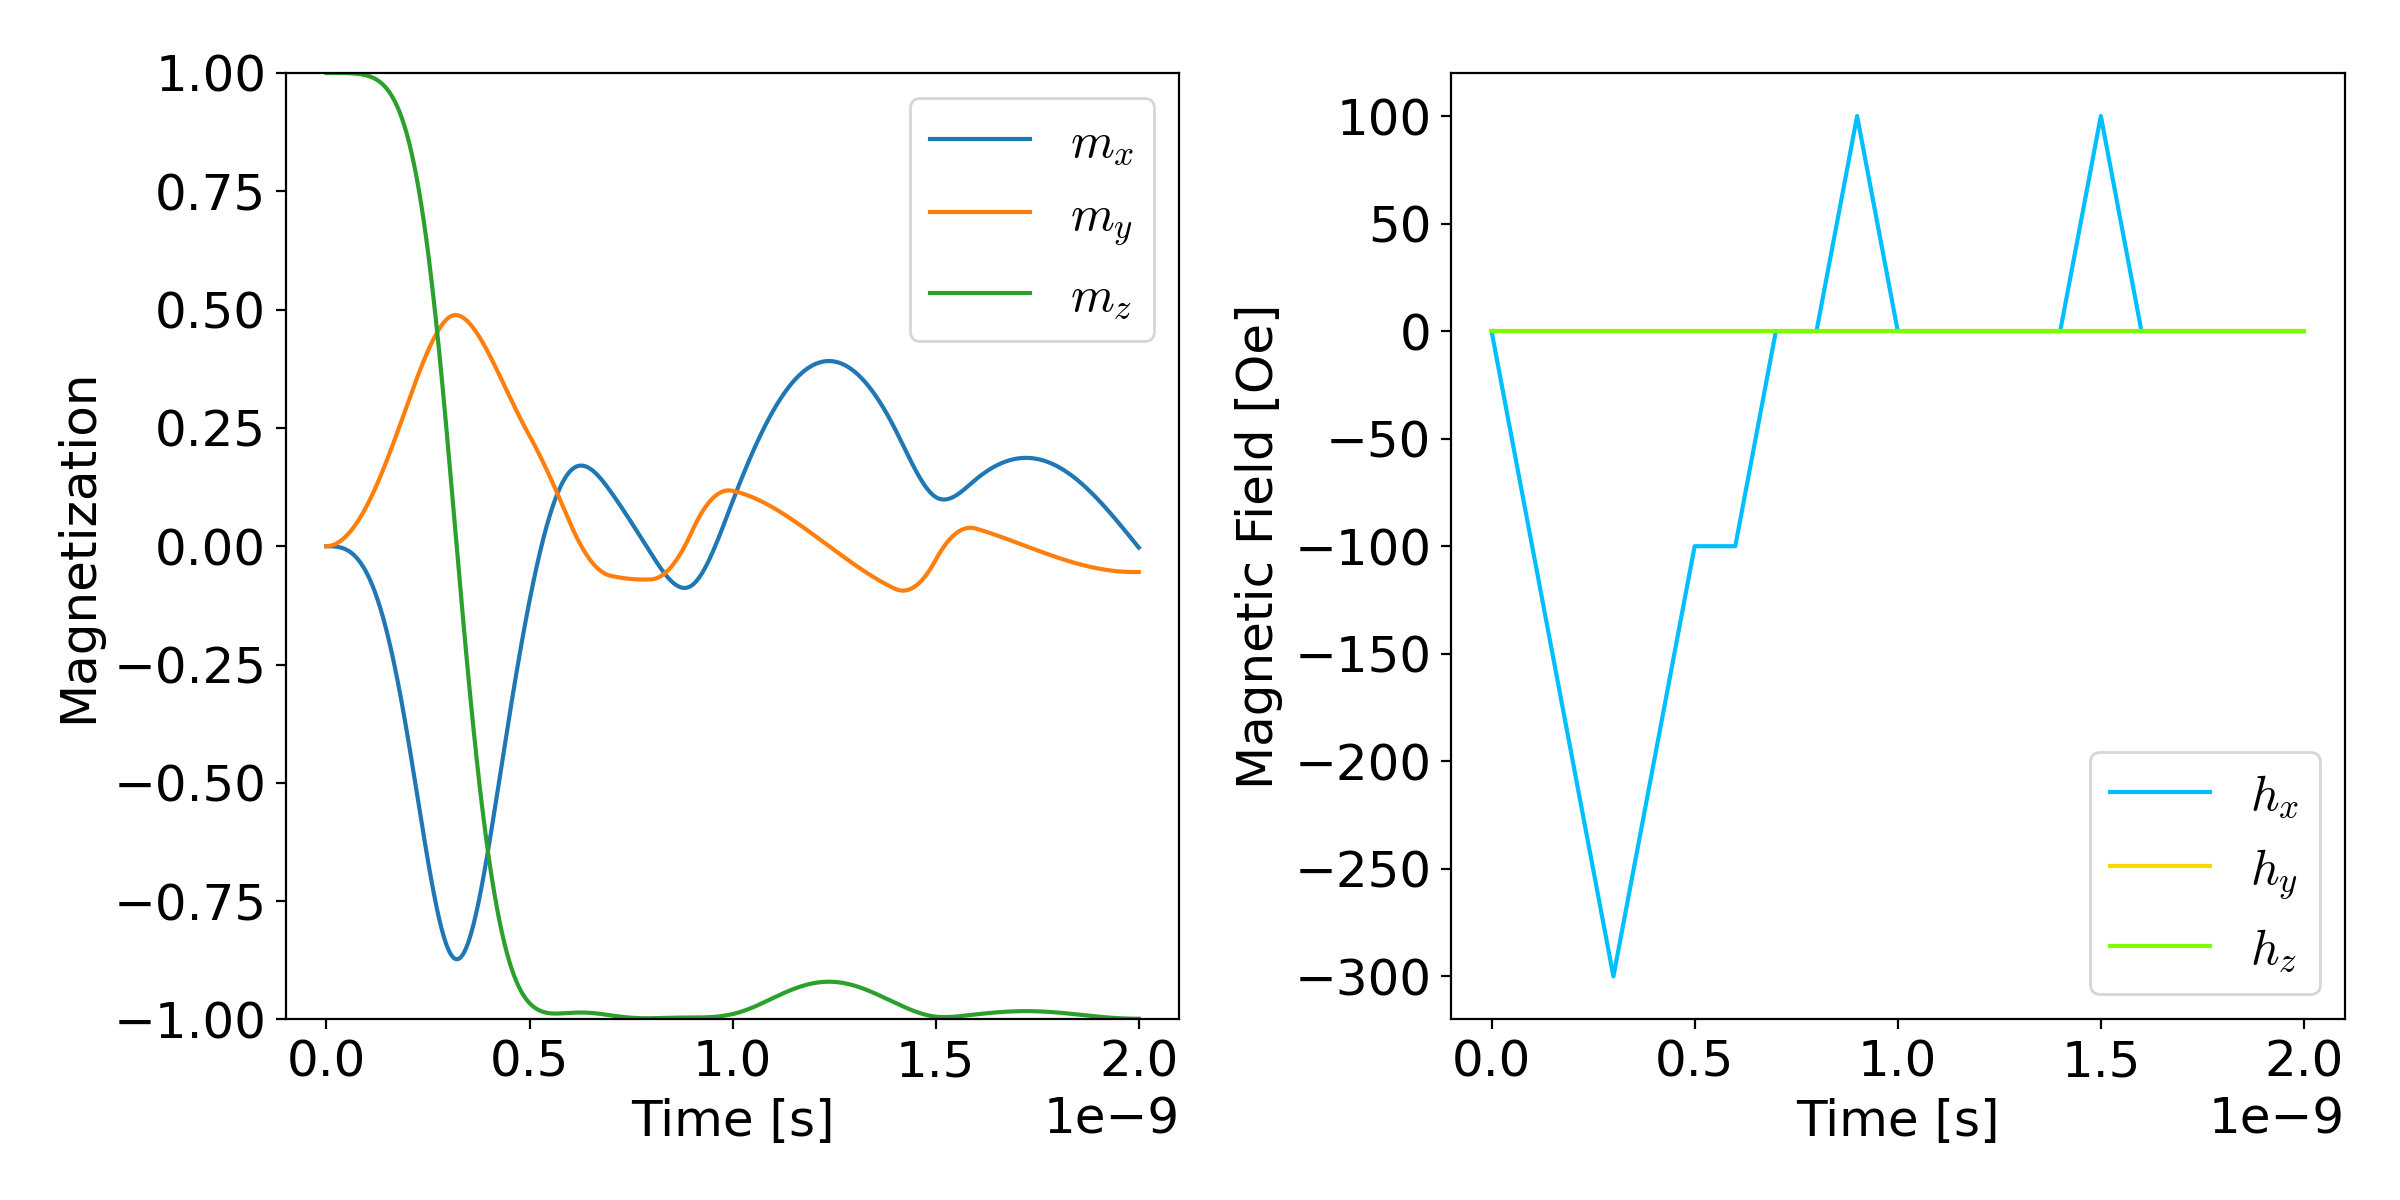 Magnetization
1.00
0.75
0.50
0.25
0.00
−0.25
−0.50
−0.75
−1.00
0.0 0.5 1.0 1.5 2.0
Time [s]
1e−9
m_x
m_y
m_z
Magnetic Field [Oe]
100
50
0
−50
−100
−150
−200
−250
−300
0.0 0.5 1.0 1.5 2.0
Time [s]
1e−9
h_x
h_y
h_z